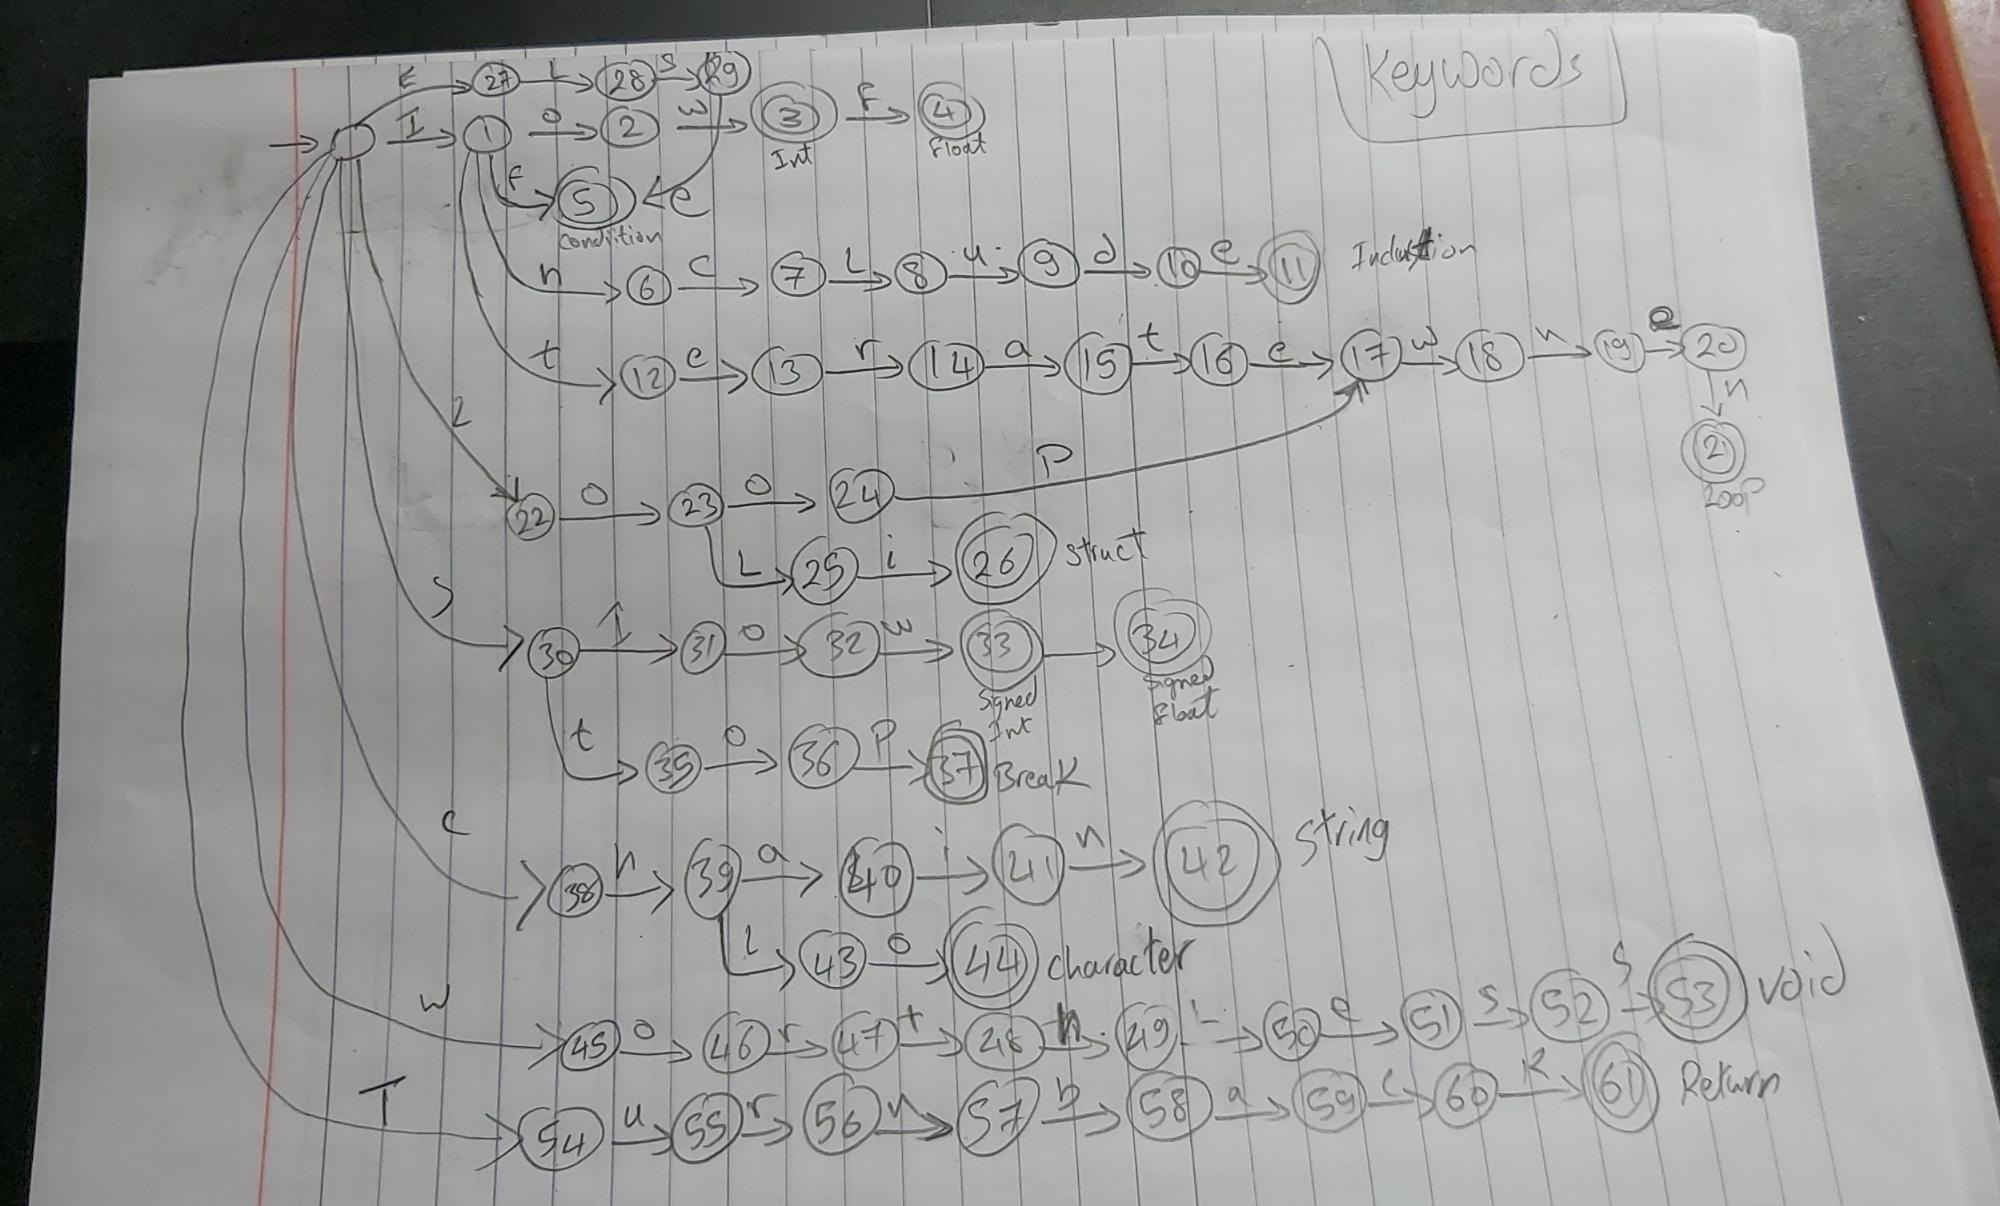 Keywords
E 27 L 28 S 29
I 1 o 2 w 3 F 4
Int Float
F 5 e
condition
n 6 c 7 L 8 u 9 d 10 e 11 Inclusion
t 12 e 13 r 14 a 15 t 16 e 17 w 18 h 19 e 20
n
21
Loop
L 22 o 23 o 24 P
L 25 i 26 struct
S 30 I 31 o 32 w 33 34
Signed Int Signed Float
t 35 o 36 P 37 Break
C 38 h 39 a 40 i 41 n 42 string
l 43 o 44 character
W 45 o 46 r 47 t 48 h 49 L 50 e 51 s 52 s 53 void
T 54 u 55 r 56 n 57 b 58 a 59 c 60 K 61 Return